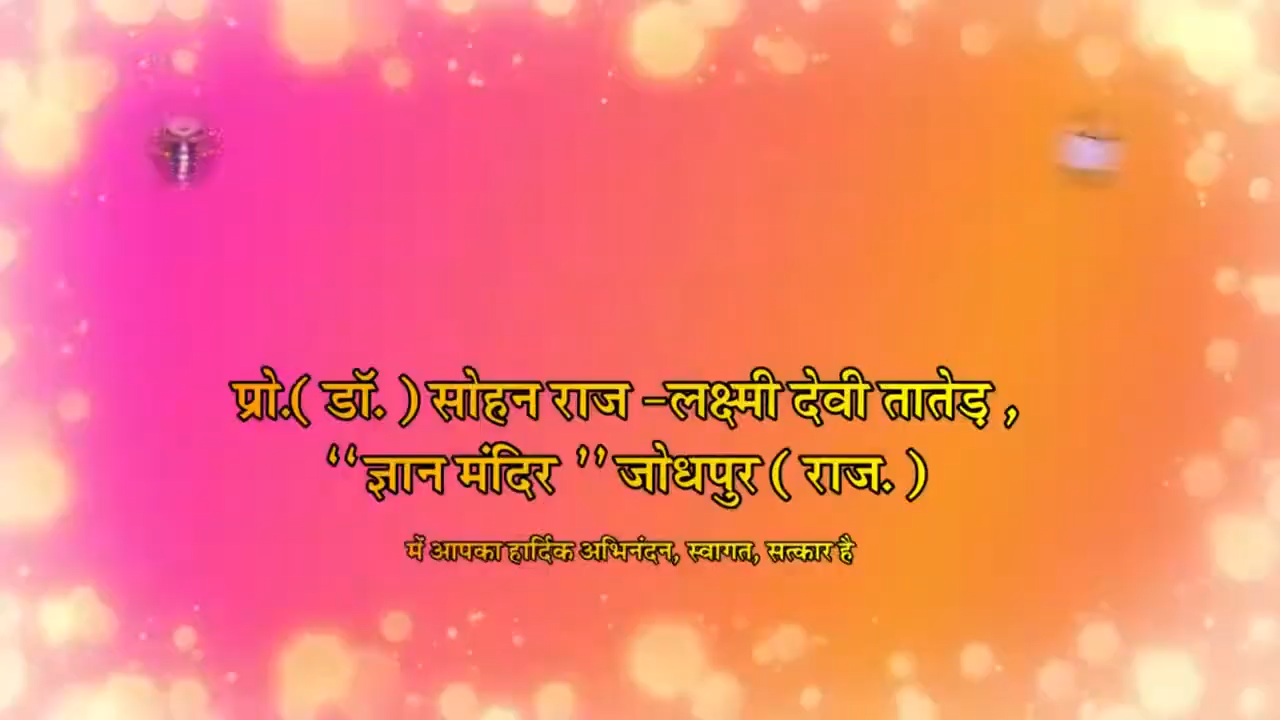 प्रो.( डॉ. ) सोहन राज -लक्ष्मी देवी तातेड़ ,
‘‘ज्ञान मंदिर ’’ जोधपुर ( राज. )
में आपका हार्दिक अभिनंदन, स्वागत, सत्कार है